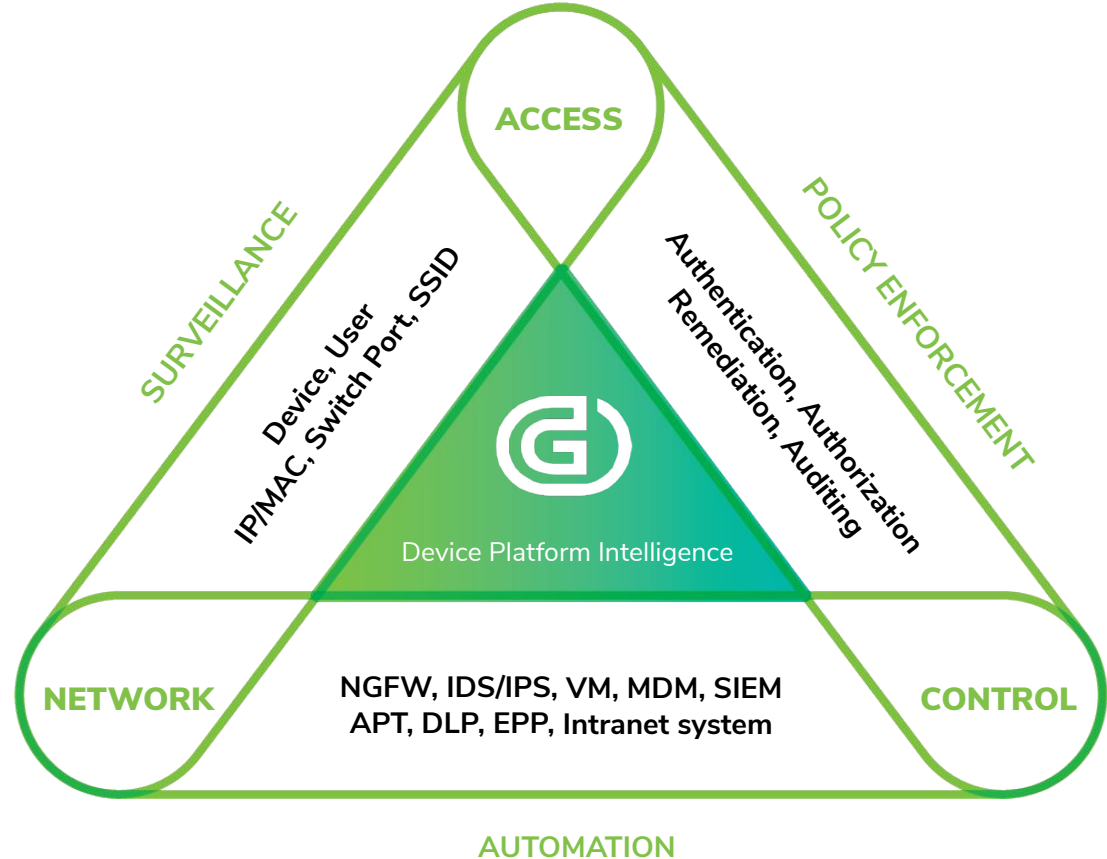 ACCESS
SURVEILLANCE
Device, User
IP/MAC, Switch Port, SSID
POLICY ENFORCEMENT
Authentication, Authorization
Remediation, Auditing
Device Platform Intelligence
NETWORK
NGFW, IDS/IPS, VM, MDM, SIEM
APT, DLP, EPP, Intranet system
CONTROL
AUTOMATION